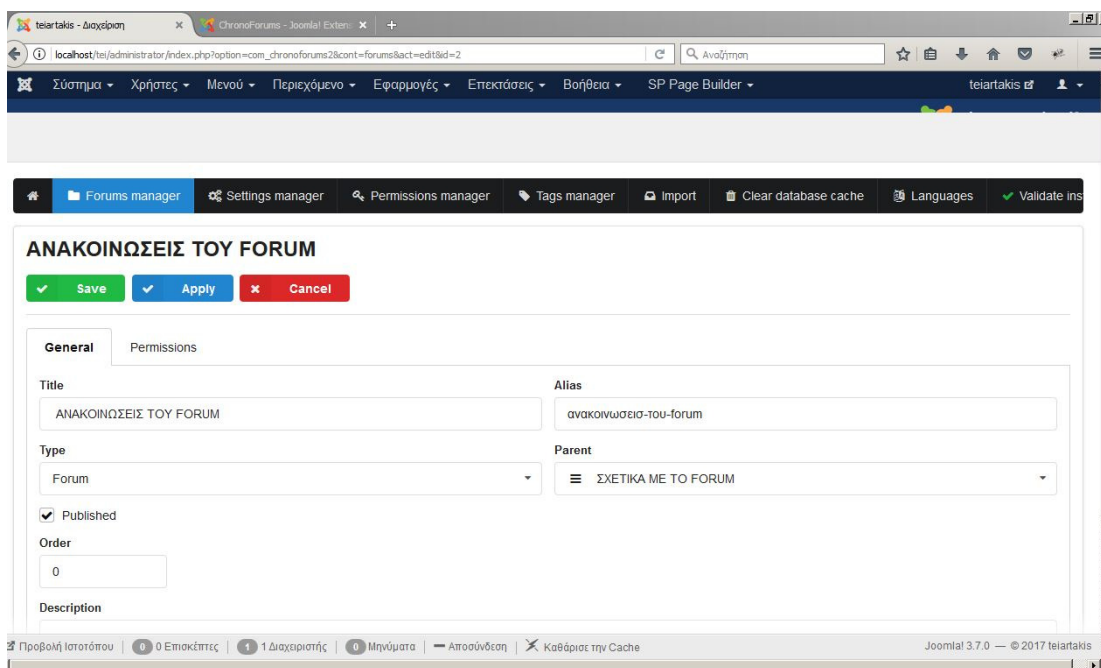 teiartakis - Διαχείριση
ChronoForums - Joomla! Extens
localhost/tei/administrator/index.php?option=com_chronoforums2&cont=forums&act=edit&id=2
Αναζήτηση
Σύστημα Χρήστες Μενού Περιεχόμενο Εφαρμογές Επεκτάσεις Βοήθεια SP Page Builder teiartakis
Forums manager Settings manager Permissions manager Tags manager Import Clear database cache Languages Validate ins
ΑΝΑΚΟΙΝΩΣΕΙΣ ΤΟΥ FORUM
Save Apply Cancel
General Permissions
Title Alias
ΑΝΑΚΟΙΝΩΣΕΙΣ ΤΟΥ FORUM ανακοινωσεισ-του-forum
Type Parent
Forum ΣΧΕΤΙΚΑ ΜΕ ΤΟ FORUM
Published
Order
0
Description
Προβολή Ιστοτόπου 0 0 Επισκέπτες 1 1 Διαχειριστής 0 Μηνύματα Αποσύνδεση Καθάρισε την Cache Joomla! 3.7.0 — © 2017 teiartakis